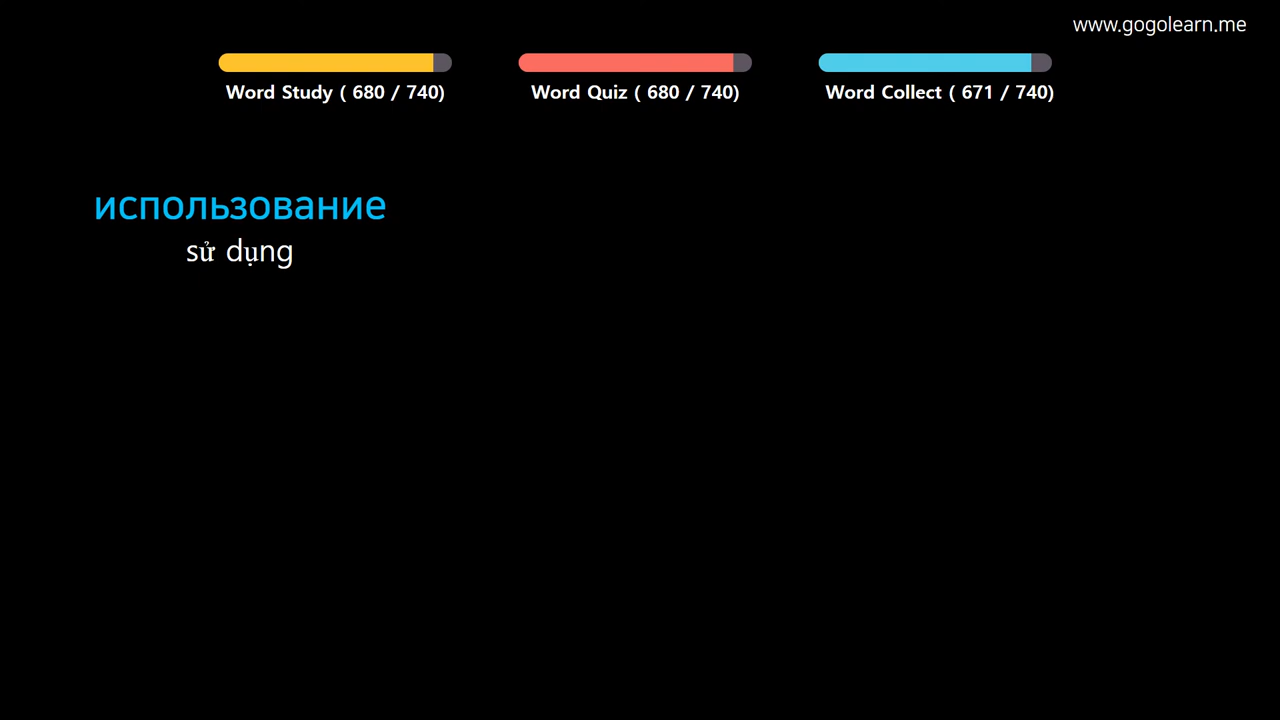 www.gogolearn.me
Word Study ( 680 / 740)
Word Quiz ( 680 / 740)
Word Collect ( 671 / 740)
использование
sử dụng